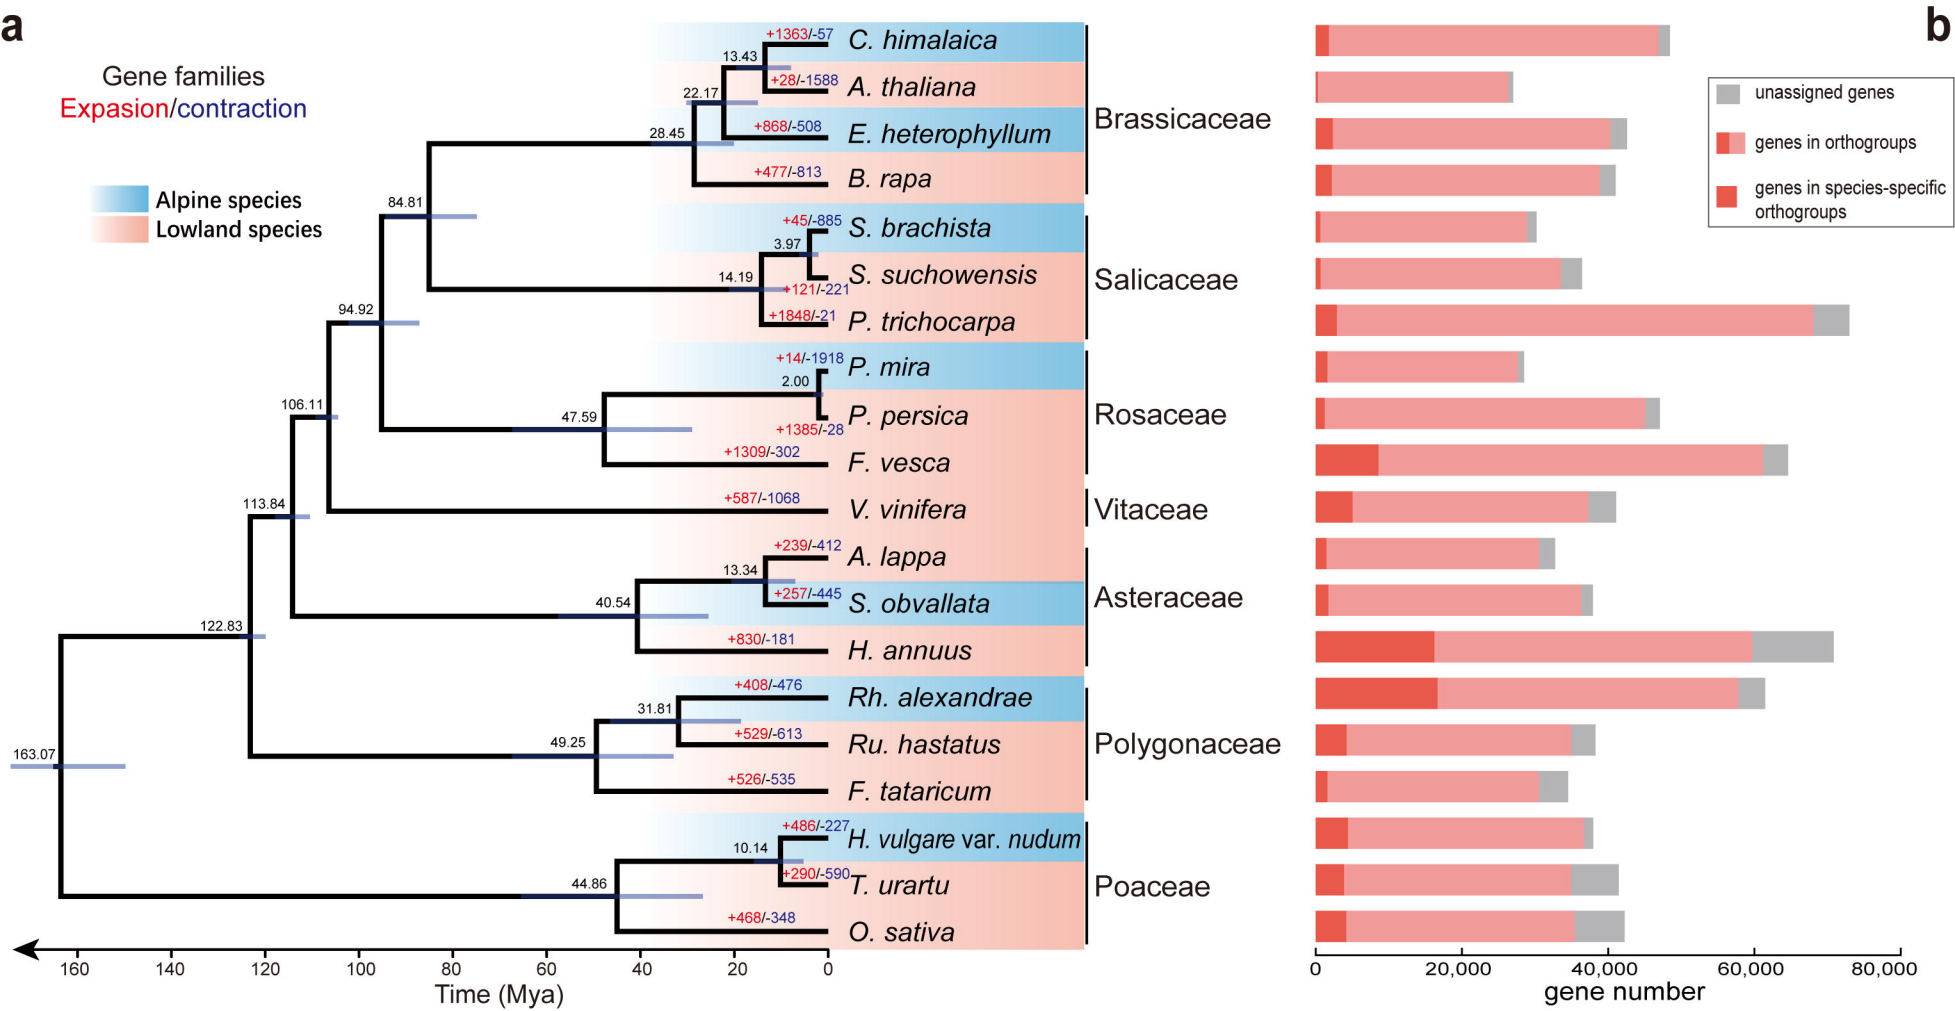 a
b
Gene families
Expasion/contraction
Alpine species
Lowland species
+1363/-57
C. himalaica
13.43
+28/-1588
A. thaliana
22.17
+868/-508
E. heterophyllum
Brassicaceae
28.45
+477/-813
B. rapa
84.81
+45/-885
S. brachista
3.97
S. suchowensis
14.19
+121/-221
Salicaceae
+1848/-21
P. trichocarpa
94.92
+14/-1918
P. mira
2.00
P. persica
106.11
47.59
+1385/-28
Rosaceae
+1309/-302
F. vesca
+587/-1068
V. vinifera
Vitaceae
113.84
+239/-412
A. lappa
13.34
+257/-445
S. obvallata
Asteraceae
40.54
+830/-181
H. annuus
122.83
+408/-476
Rh. alexandrae
31.81
+529/-613
Ru. hastatus
Polygonaceae
49.25
+526/-535
F. tataricum
163.07
+486/-227
H. vulgare var. nudum
10.14
+290/-590
T. urartu
Poaceae
44.86
+468/-348
O. sativa
160 140 120 100 80 60 40 20 0
Time (Mya)
unassigned genes
genes in orthogroups
genes in species-specific
orthogroups
0 20,000 40,000 60,000 80,000
gene number